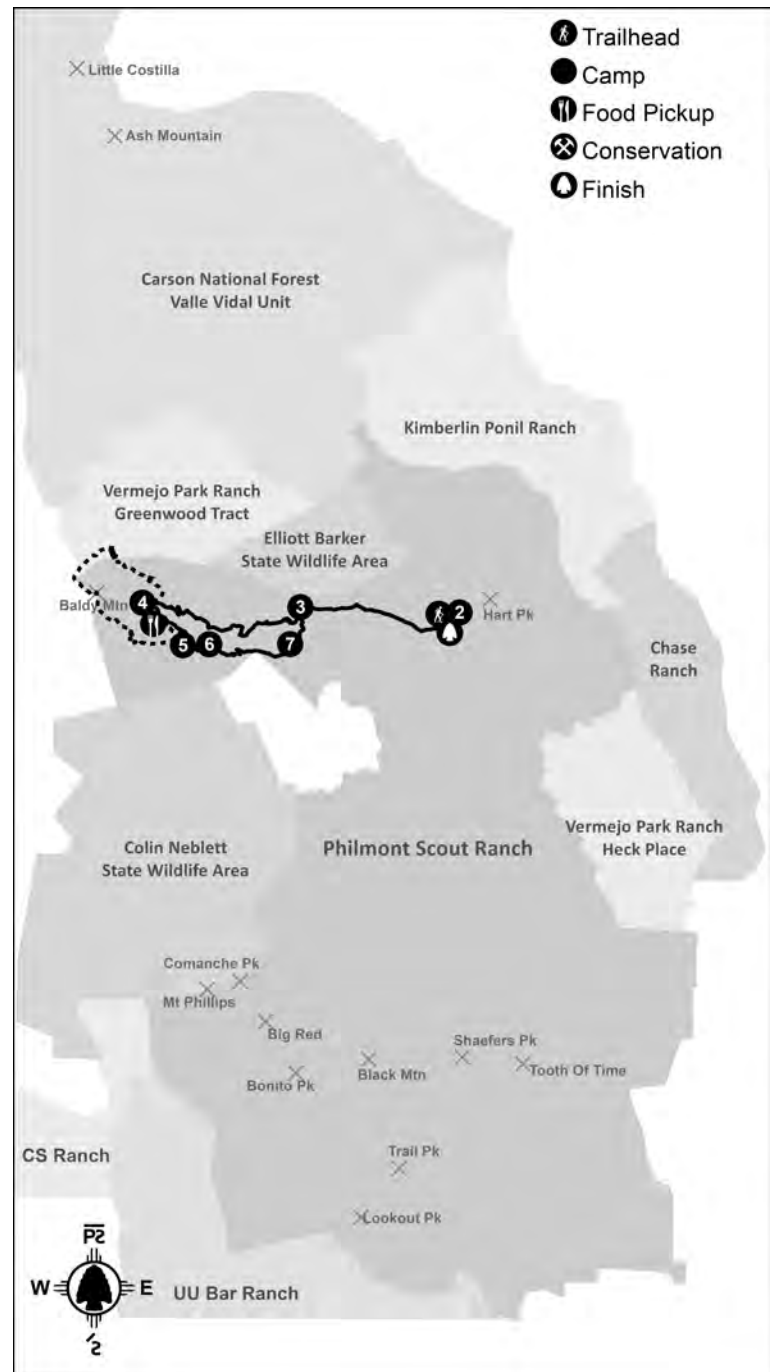 Trailhead
Camp
Food Pickup
Conservation
Finish
Little Costilla
Ash Mountain
Carson National Forest
Valle Vidal Unit
Kimberlin Ponil Ranch
Vermejo Park Ranch
Greenwood Tract
Elliott Barker
State Wildlife Area
Baldy Mtn
4
3
2
Hart Pk
5
6
7
Chase
Ranch
Colin Neblett
State Wildlife Area
Philmont Scout Ranch
Vermejo Park Ranch
Heck Place
Comanche Pk
Mt Phillips
Big Red
Bonito Pk
Black Mtn
Shaefers Pk
Tooth Of Time
Trail Pk
Lookout Pk
CS Ranch
W
E
UU Bar Ranch